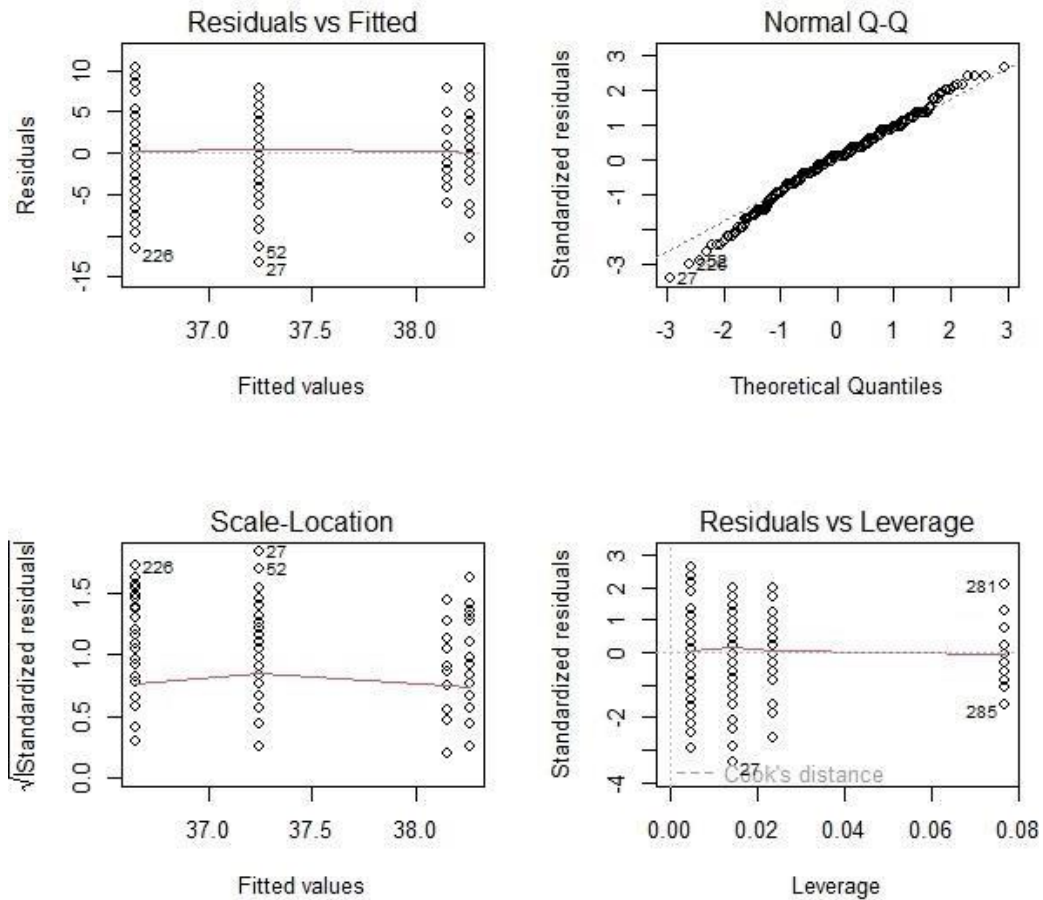 Residuals vs Fitted
Residuals
10
5
0
-5
-15
226
52
27
37.0 37.5 38.0
Fitted values
Normal Q-Q
Standardized residuals
3
2
1
0
-1
-3
27
-3 -2 -1 0 1 2 3
Theoretical Quantiles
Scale-Location
√|Standardized residuals|
1.5
1.0
0.5
0.0
226
27
52
37.0 37.5 38.0
Fitted values
Residuals vs Leverage
Standardized residuals
3
2
1
0
-2
-4
281
285
27
Cook's distance
0.00 0.02 0.04 0.06 0.08
Leverage